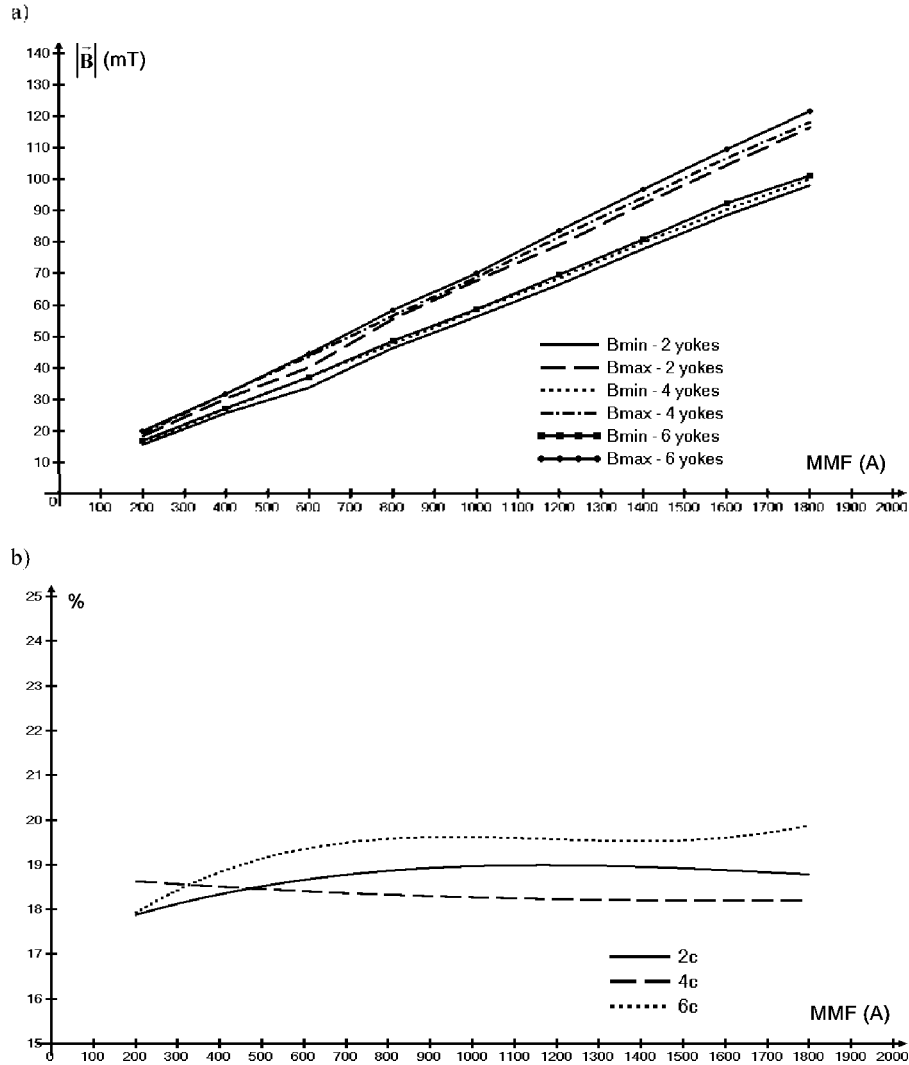 a)
|B⃗| (mT)
140
130
120
110
100
90
80
70
60
50
40
30
20
10
0
Bmin - 2 yokes
Bmax - 2 yokes
Bmin - 4 yokes
Bmax - 4 yokes
Bmin - 6 yokes
Bmax - 6 yokes
MMF (A)
100 200 300 400 500 600 700 800 900 1000 1100 1200 1300 1400 1500 1600 1700 1800 1900 2000
b)
%
25
24
23
22
21
20
19
18
17
16
15
2c
4c
6c
MMF (A)
0 100 200 300 400 500 600 700 800 900 1000 1100 1200 1300 1400 1500 1600 1700 1800 1900 2000